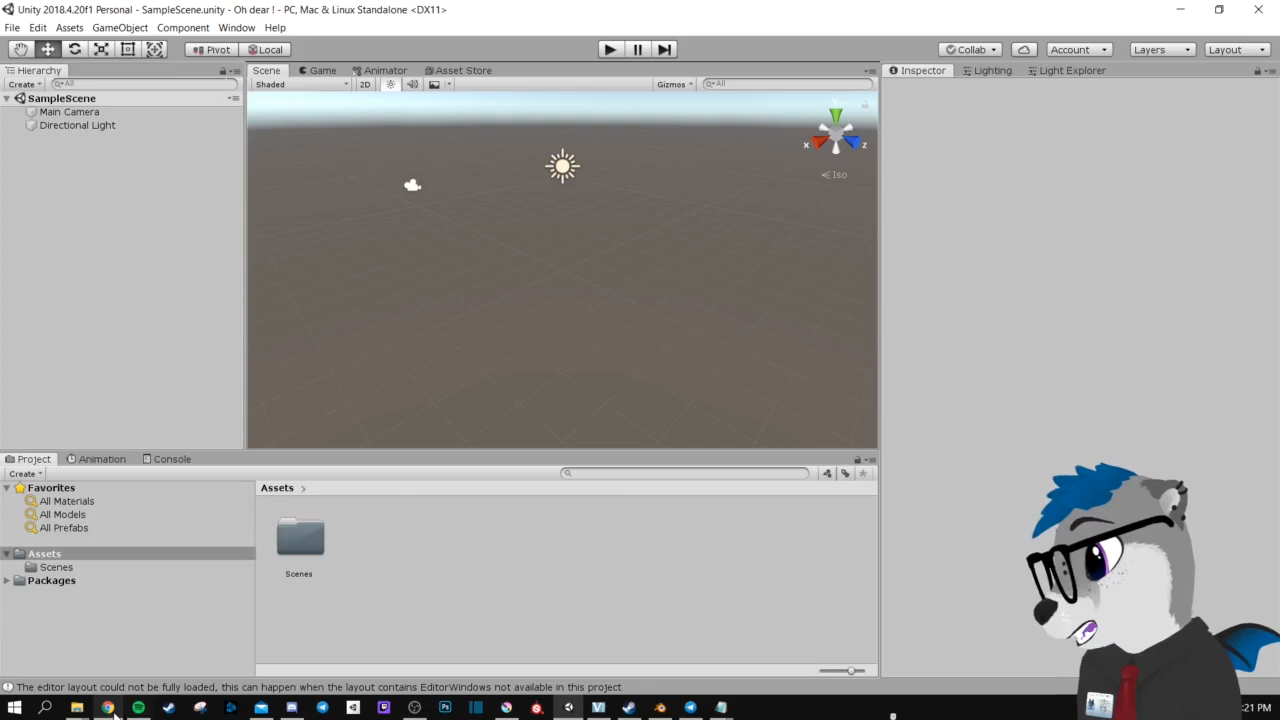 Unity 2018.4.20f1 Personal - SampleScene.unity - Oh dear ! - PC, Mac & Linux Standalone <DX11>
File Edit Assets GameObject Component Window Help
Pivot Local Collab Account Layers Layout
Hierarchy Scene Game Animator Asset Store Inspector Lighting Light Explorer
Create All Shaded 2D Gizmos All
SampleScene
Main Camera
Directional Light
x z
Iso
Project Animation Console
Create
Favorites Assets
All Materials
All Models
All Prefabs
Assets
Scenes Scenes
Packages
The editor layout could not be fully loaded, this can happen when the layout contains EditorWindows not available in this project
:21 PM